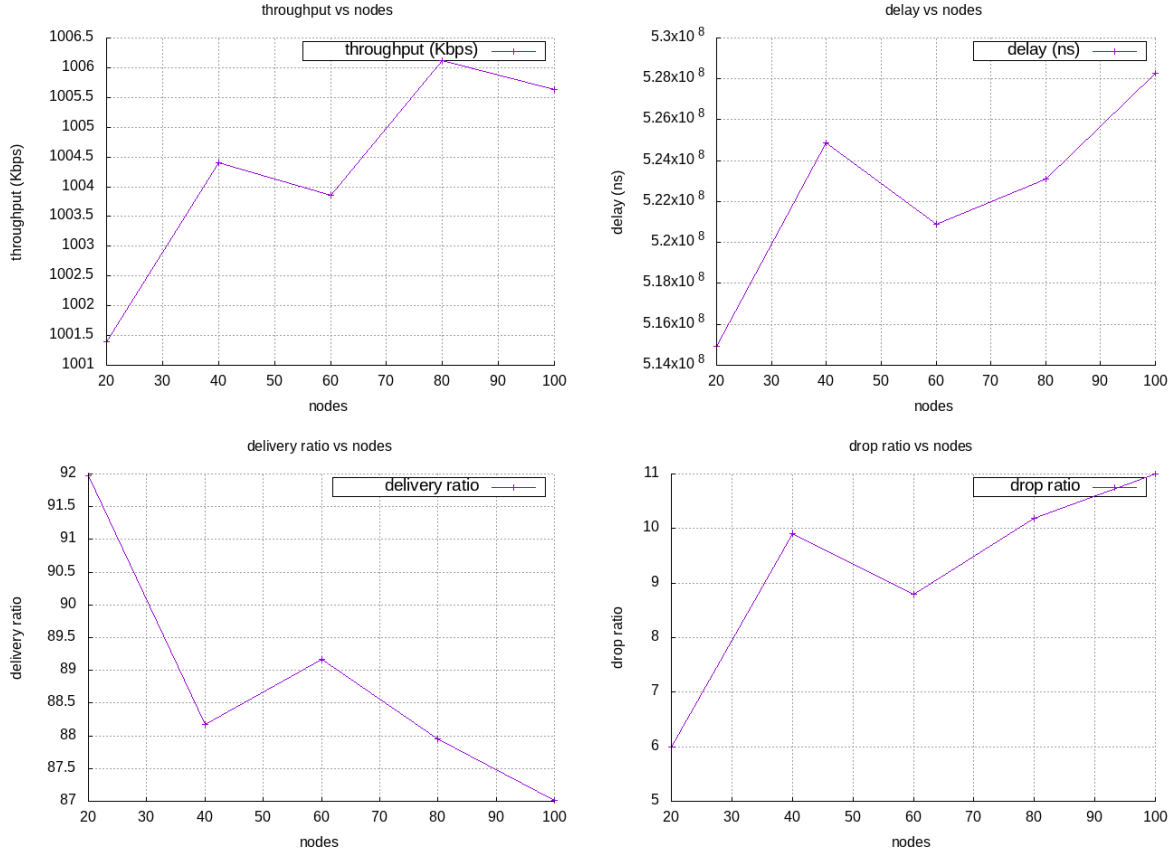 throughput vs nodes
1006.5
1006
1005.5
1005
1004.5
1004
1003.5
1003
1002.5
1002
1001.5
1001
throughput (Kbps)
throughput (Kbps)
20 30 40 50 60 70 80 90 100
nodes
delay vs nodes
5.3x10 8
5.28x10 8
5.26x10 8
5.24x10 8
5.22x10 8
5.2x10 8
5.18x10 8
5.16x10 8
5.14x10 8
delay (ns)
delay (ns)
20 30 40 50 60 70 80 90 100
nodes
delivery ratio vs nodes
92
91.5
91
90.5
90
89.5
89
88.5
88
87.5
87
delivery ratio
delivery ratio
20 30 40 50 60 70 80 90 100
nodes
drop ratio vs nodes
11
10
9
8
7
6
5
drop ratio
drop ratio
20 30 40 50 60 70 80 90 100
nodes